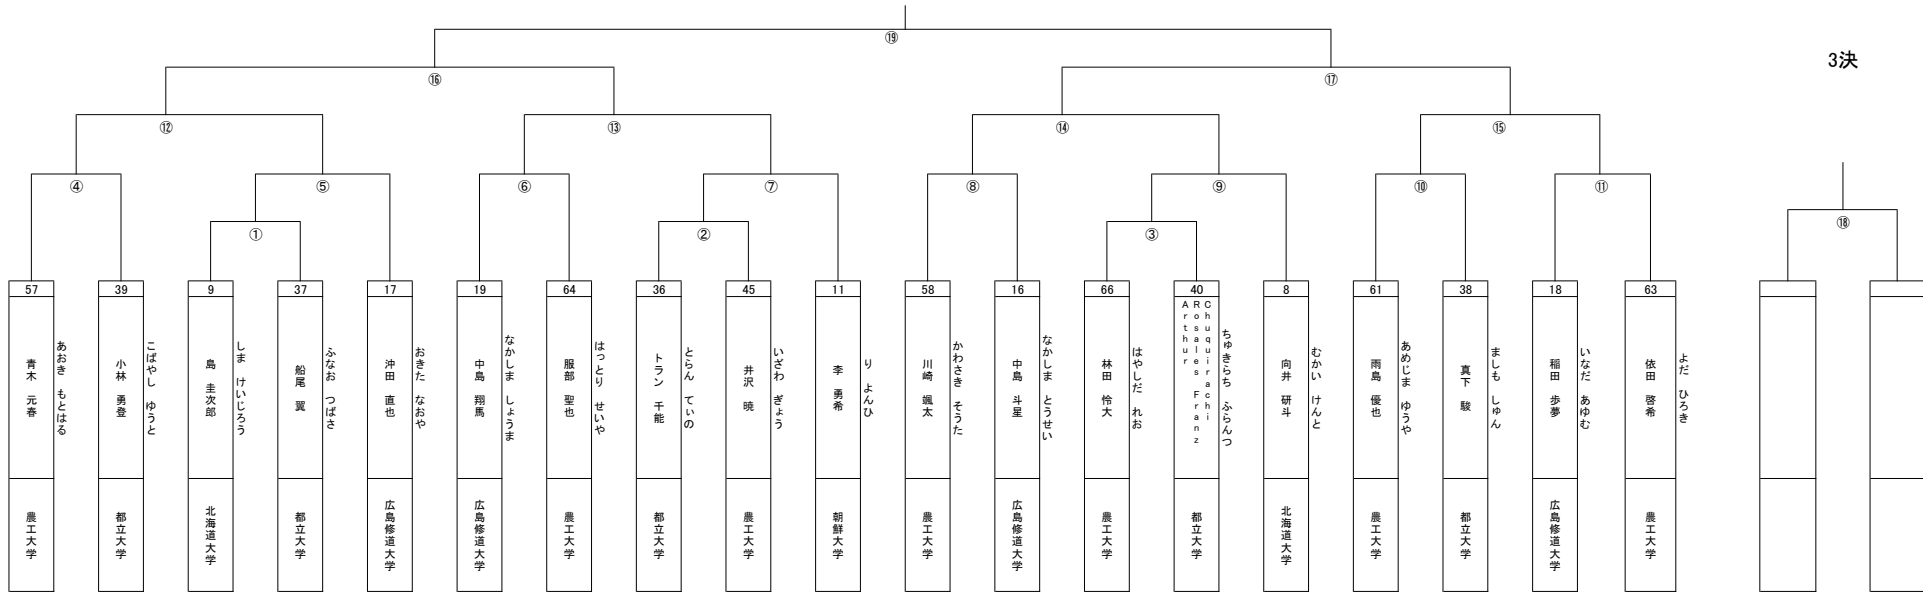 ⑲
3決
⑯
⑰
⑫
⑬
⑭
⑮
④
⑤
⑥
⑦
⑧
⑨
⑩
⑪
⑱
①
②
③
57
青木 元春
あおき もとはる
農工大学
39
小林 勇登
こばやし ゆうと
都立大学
9
島 圭次郎
しま けいじろう
北海道大学
37
船尾 翼
ふなお つばさ
都立大学
17
沖田 直也
おきた なおや
広島修道大学
19
中島 翔馬
なかしま しょうま
広島修道大学
64
服部 聖也
はっとり せいや
農工大学
36
トラン 千能
とらん てぃの
都立大学
45
井沢 暁
いざわ ぎょう
農工大学
11
李 勇希
り よんひ
朝鮮大学
58
川崎 颯太
かわさき そうた
農工大学
16
中島 斗星
なかしま とうせい
広島修道大学
66
林田 怜大
はやしだ れお
農工大学
40
Chuquirachi
Rosales Franz
Arthur
ちゅきらち ふらんつ
都立大学
8
向井 研斗
むかい けんと
北海道大学
61
雨島 優也
あめじま ゆうや
農工大学
38
真下 駿
ましも しゅん
都立大学
18
稲田 歩夢
いなだ あゆむ
広島修道大学
63
依田 啓希
よだ ひろき
農工大学